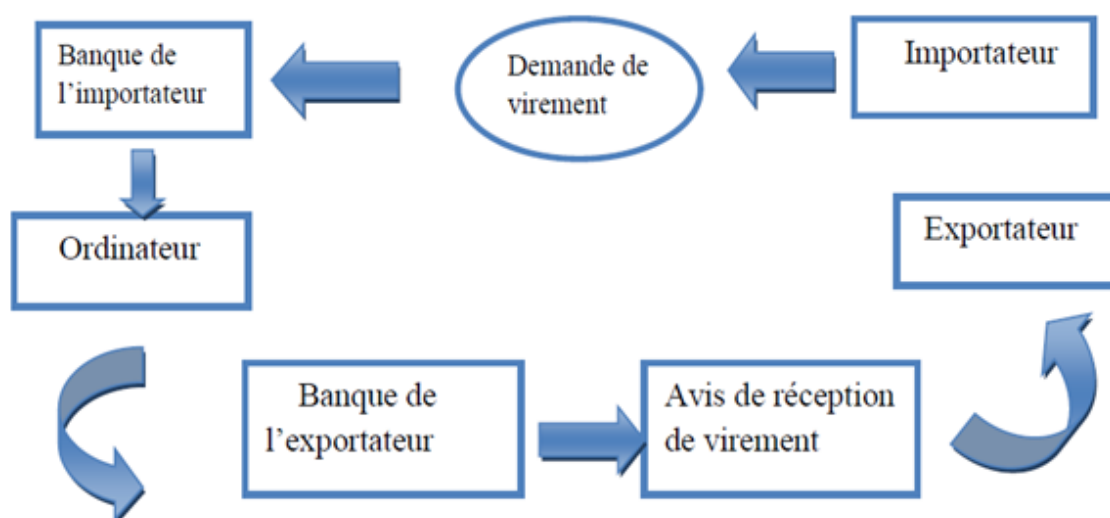 Banque de
l'importateur
Demande de
virement
Importateur
Ordinateur
Exportateur
Banque de
l'exportateur
Avis de réception
de virement